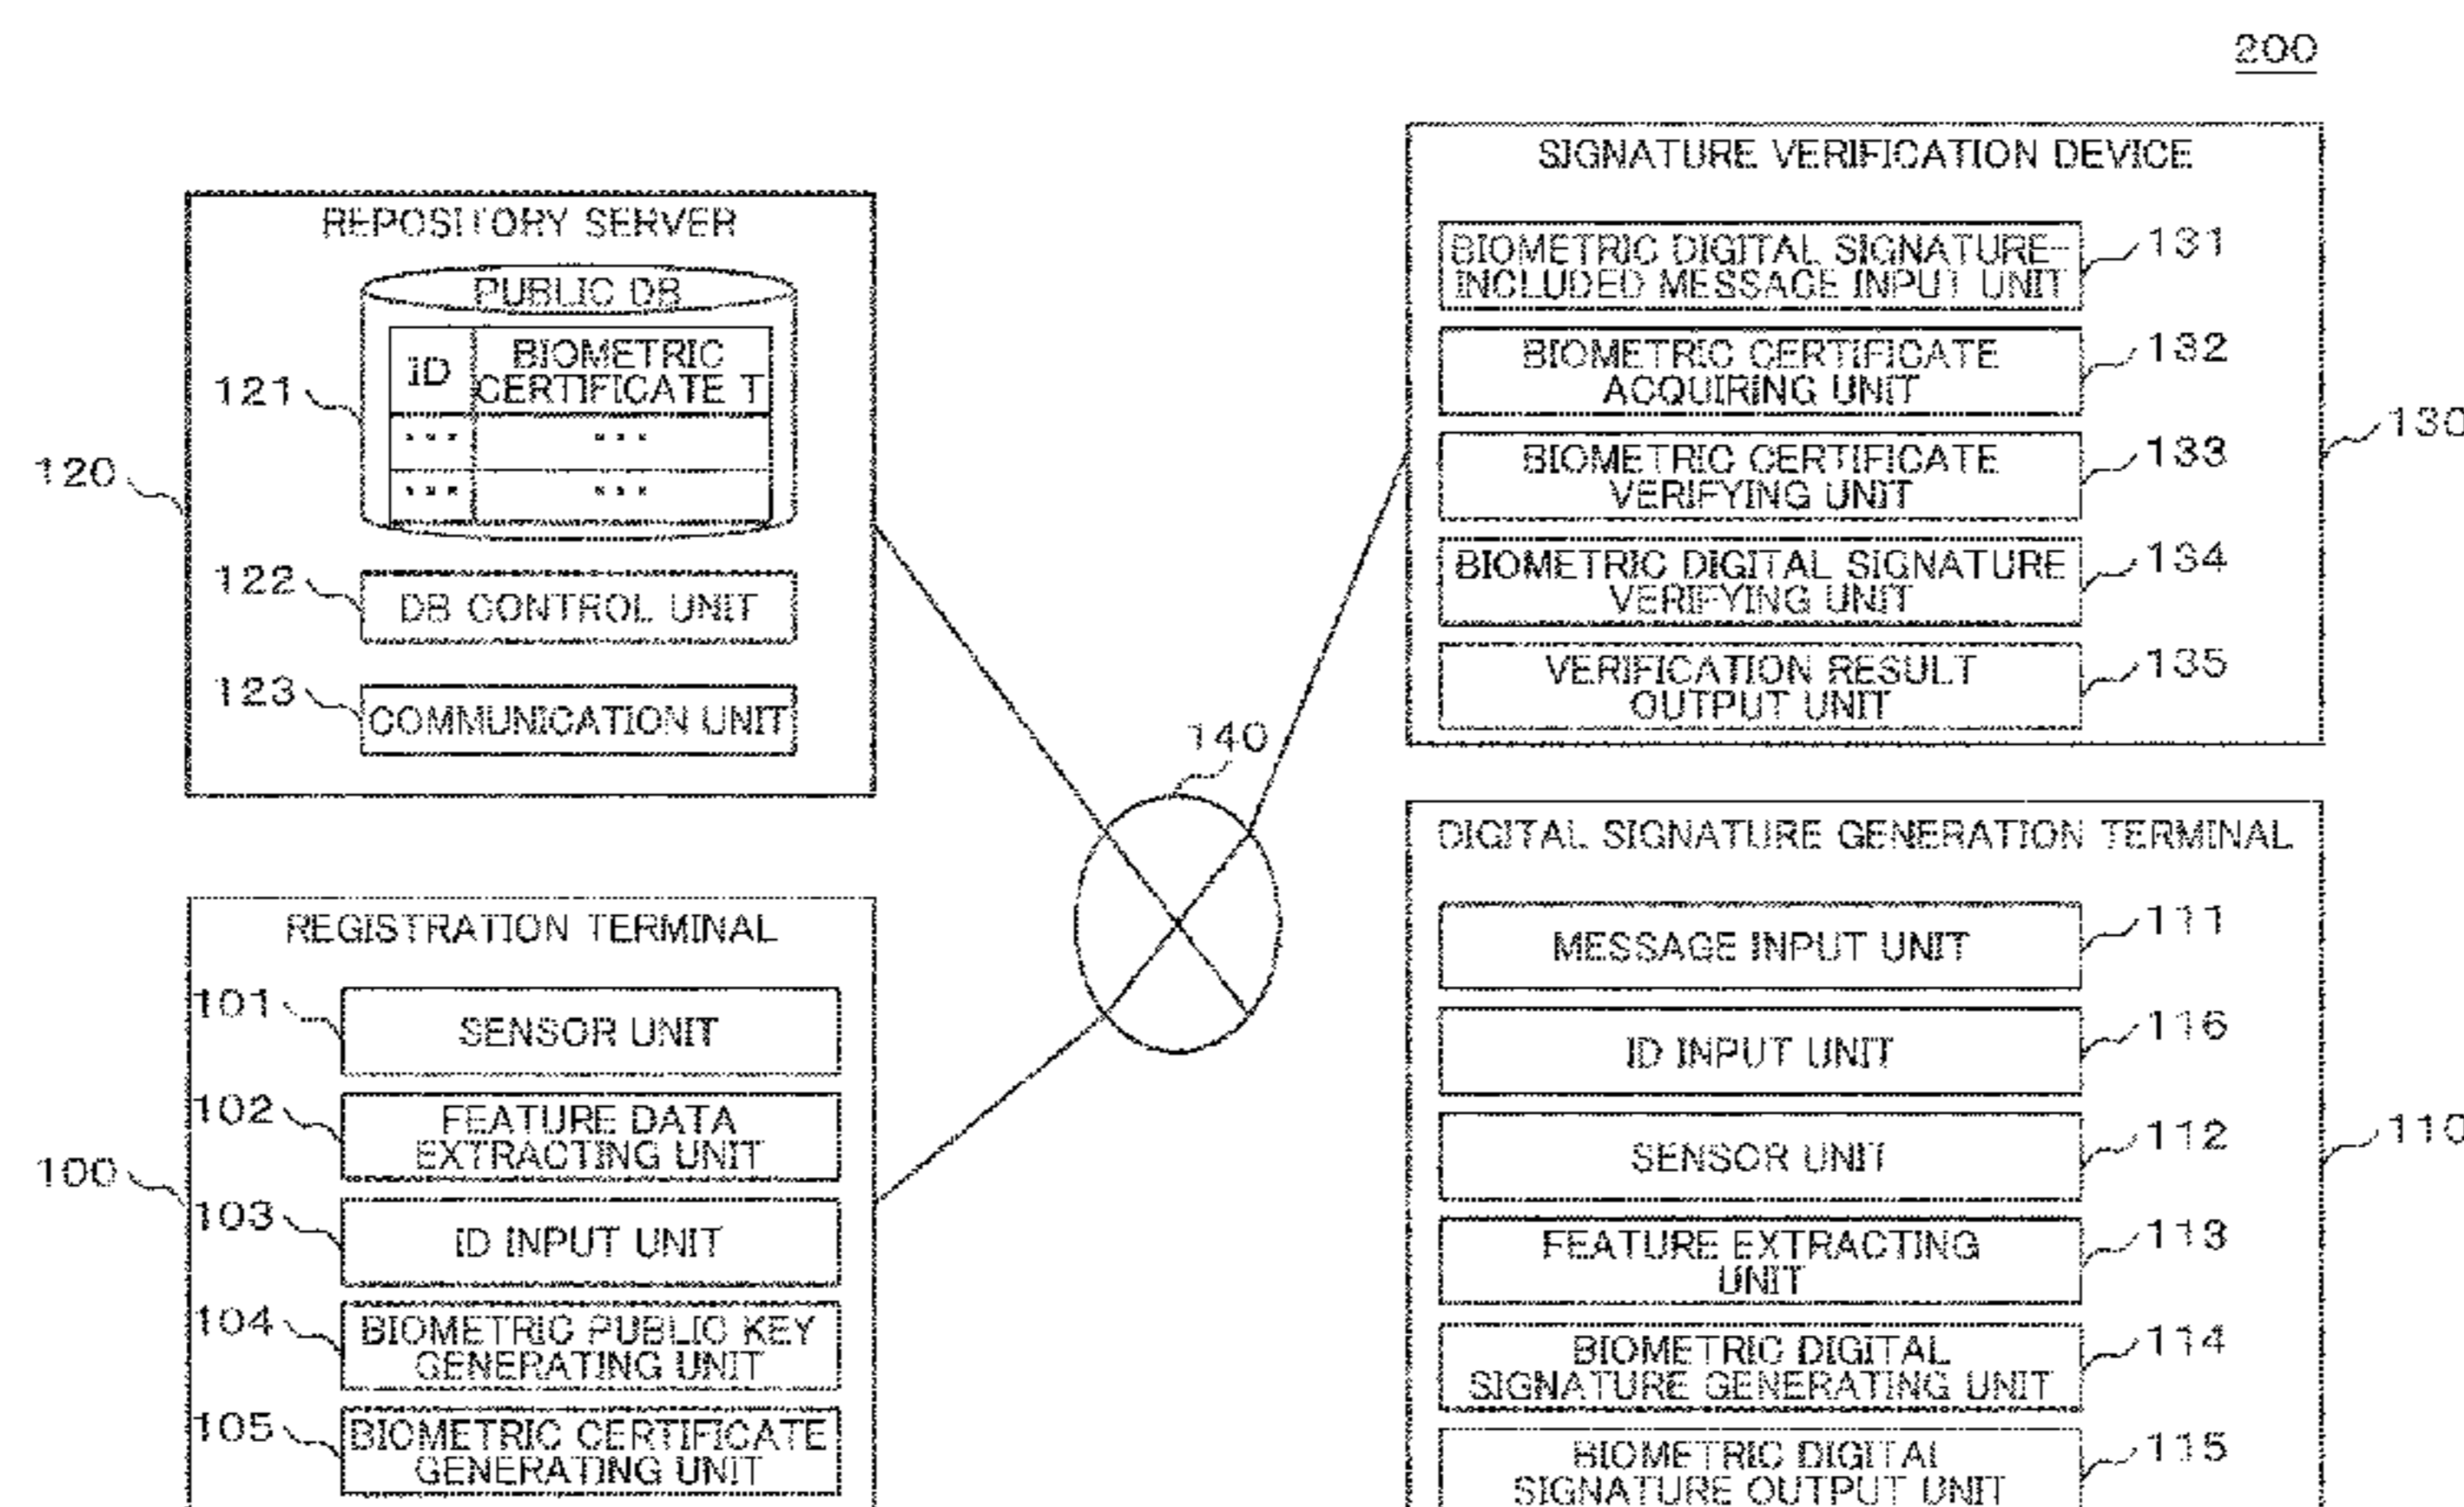 200
REPOSITORY SERVER
PUBLIC DB
ID
BIOMETRIC
CERTIFICATE T
...
...
...
...
121
120
122
DB CONTROL UNIT
123
COMMUNICATION UNIT
SIGNATURE VERIFICATION DEVICE
BIOMETRIC DIGITAL SIGNATURE-
INCLUDED MESSAGE INPUT UNIT
131
BIOMETRIC CERTIFICATE
ACQUIRING UNIT
132
130
BIOMETRIC CERTIFICATE
VERIFYING UNIT
133
BIOMETRIC DIGITAL SIGNATURE
VERIFYING UNIT
134
VERIFICATION RESULT
OUTPUT UNIT
135
140
REGISTRATION TERMINAL
101
SENSOR UNIT
102
FEATURE DATA
EXTRACTING UNIT
100
103
ID INPUT UNIT
104
BIOMETRIC PUBLIC KEY
GENERATING UNIT
105
BIOMETRIC CERTIFICATE
GENERATING UNIT
DIGITAL SIGNATURE GENERATION TERMINAL
MESSAGE INPUT UNIT
111
ID INPUT UNIT
116
SENSOR UNIT
112
110
FEATURE EXTRACTING
UNIT
113
BIOMETRIC DIGITAL
SIGNATURE GENERATING UNIT
114
BIOMETRIC DIGITAL
SIGNATURE OUTPUT UNIT
115